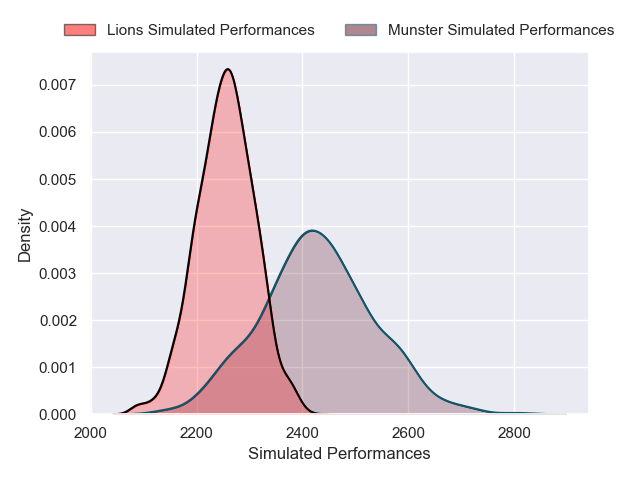 Lions Simulated Performances Munster Simulated Performances
0.007
0.006
0.005
0.004
0.003
0.002
0.001
0.000
Density
2000 2200 2400 2600 2800
Simulated Performances